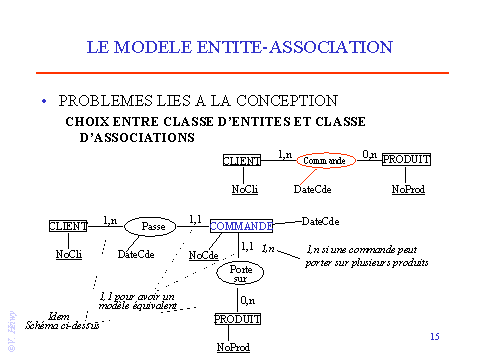 LE MODELE ENTITE-ASSOCIATION
• PROBLEMES LIES A LA CONCEPTION
CHOIX ENTRE CLASSE D'ENTITES ET CLASSE
D'ASSOCIATIONS
CLIENT 1,n Commande 0,n PRODUIT
NoCli DateCde NoProd
CLIENT 1,n Passe 1,1 COMMANDE DateCde
NoCli DateCde NoCde 1,1 1,n 1,n si une commande peut
porter sur plusieurs produits
Porte
sur
1,1 pour avoir un
modèle équivalent
0,n
Idem
Schéma ci-dessus
PRODUIT
NoProd
15